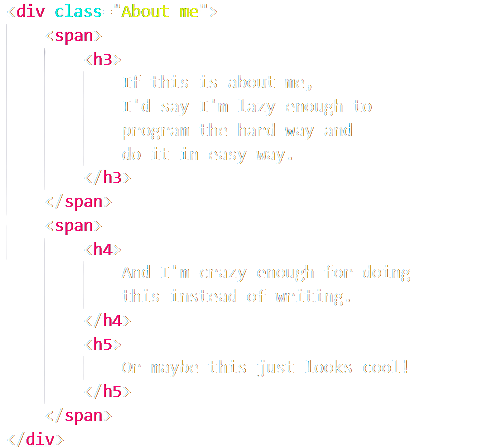 <div class="About me">
<span>
<h3>
If this is about me,
I'd say I'm lazy enough to
program the hard way and
do it in easy way.
</h3>
</span>
<span>
<h4>
And I'm crazy enough for doing
this instead of writing.
</h4>
<h5>
Or maybe this just looks cool!
</h5>
</span>
</div>